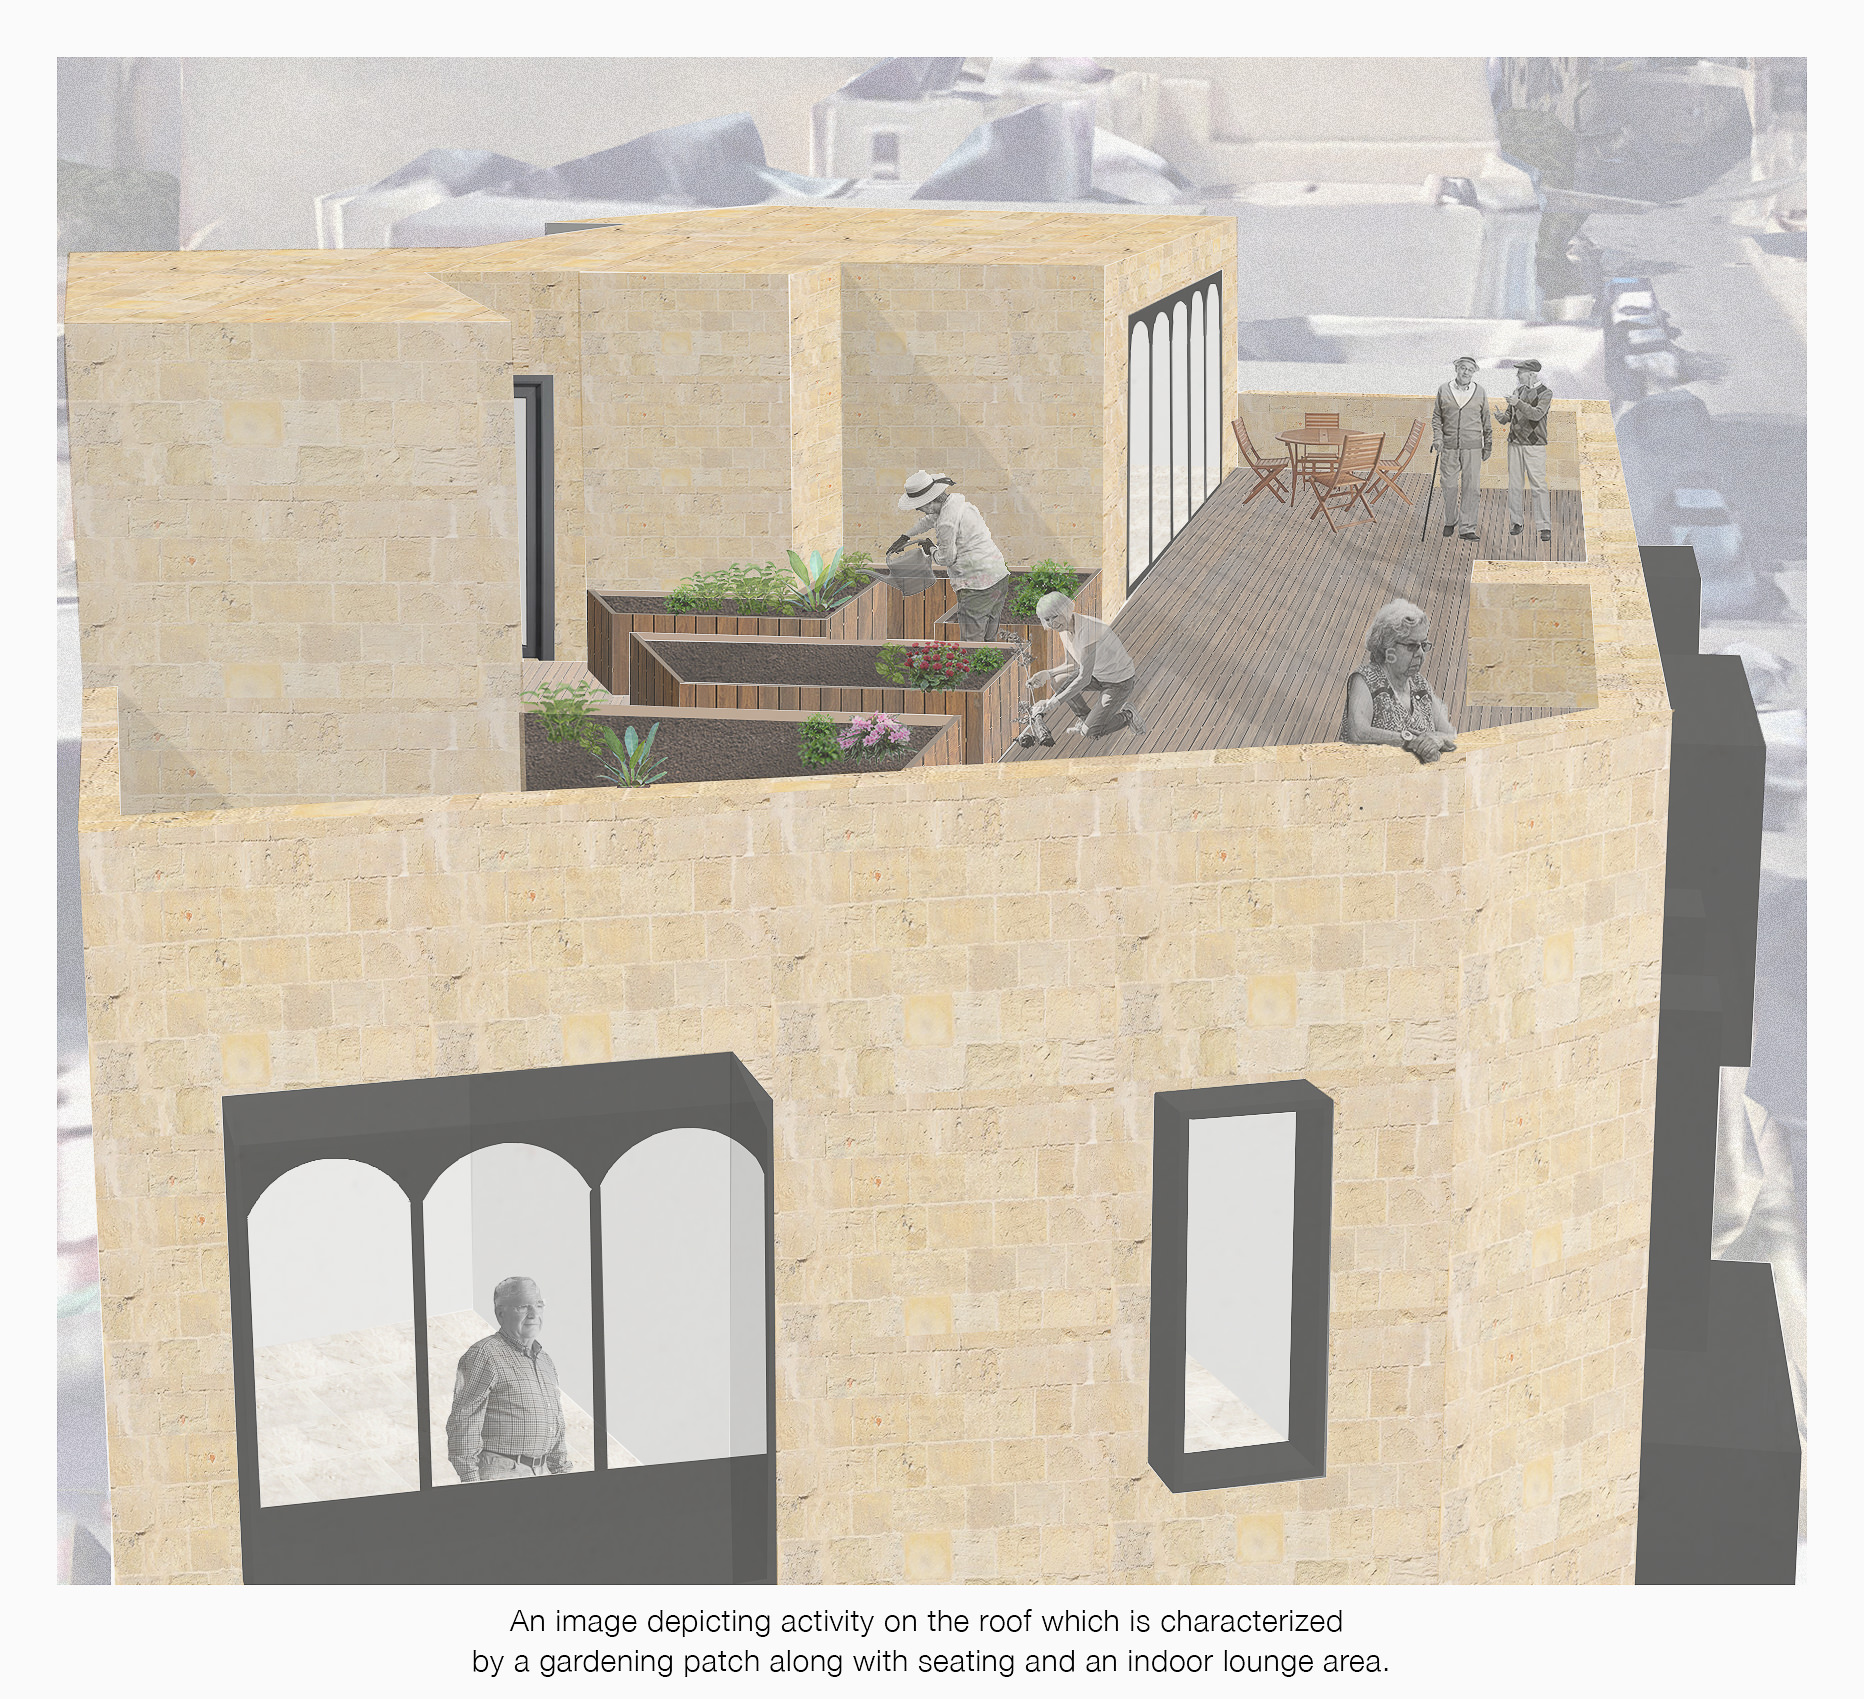 An image depicting activity on the roof which is characterized
by a gardening patch along with seating and an indoor lounge area.